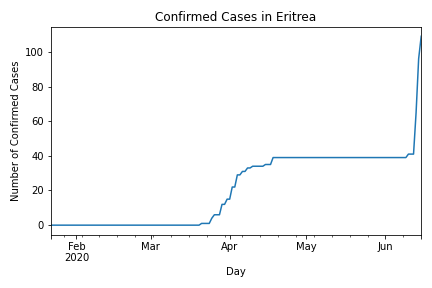 Confirmed Cases in Eritrea
Number of Confirmed Cases
100
80
60
40
20
0
Feb
2020
Mar
Apr
May
Jun
Day